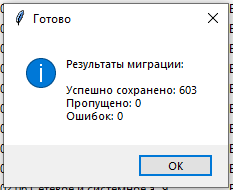 Готово
Результаты миграции:
Успешно сохранено: 603
Пропущено: 0
Ошибок: 0
OK